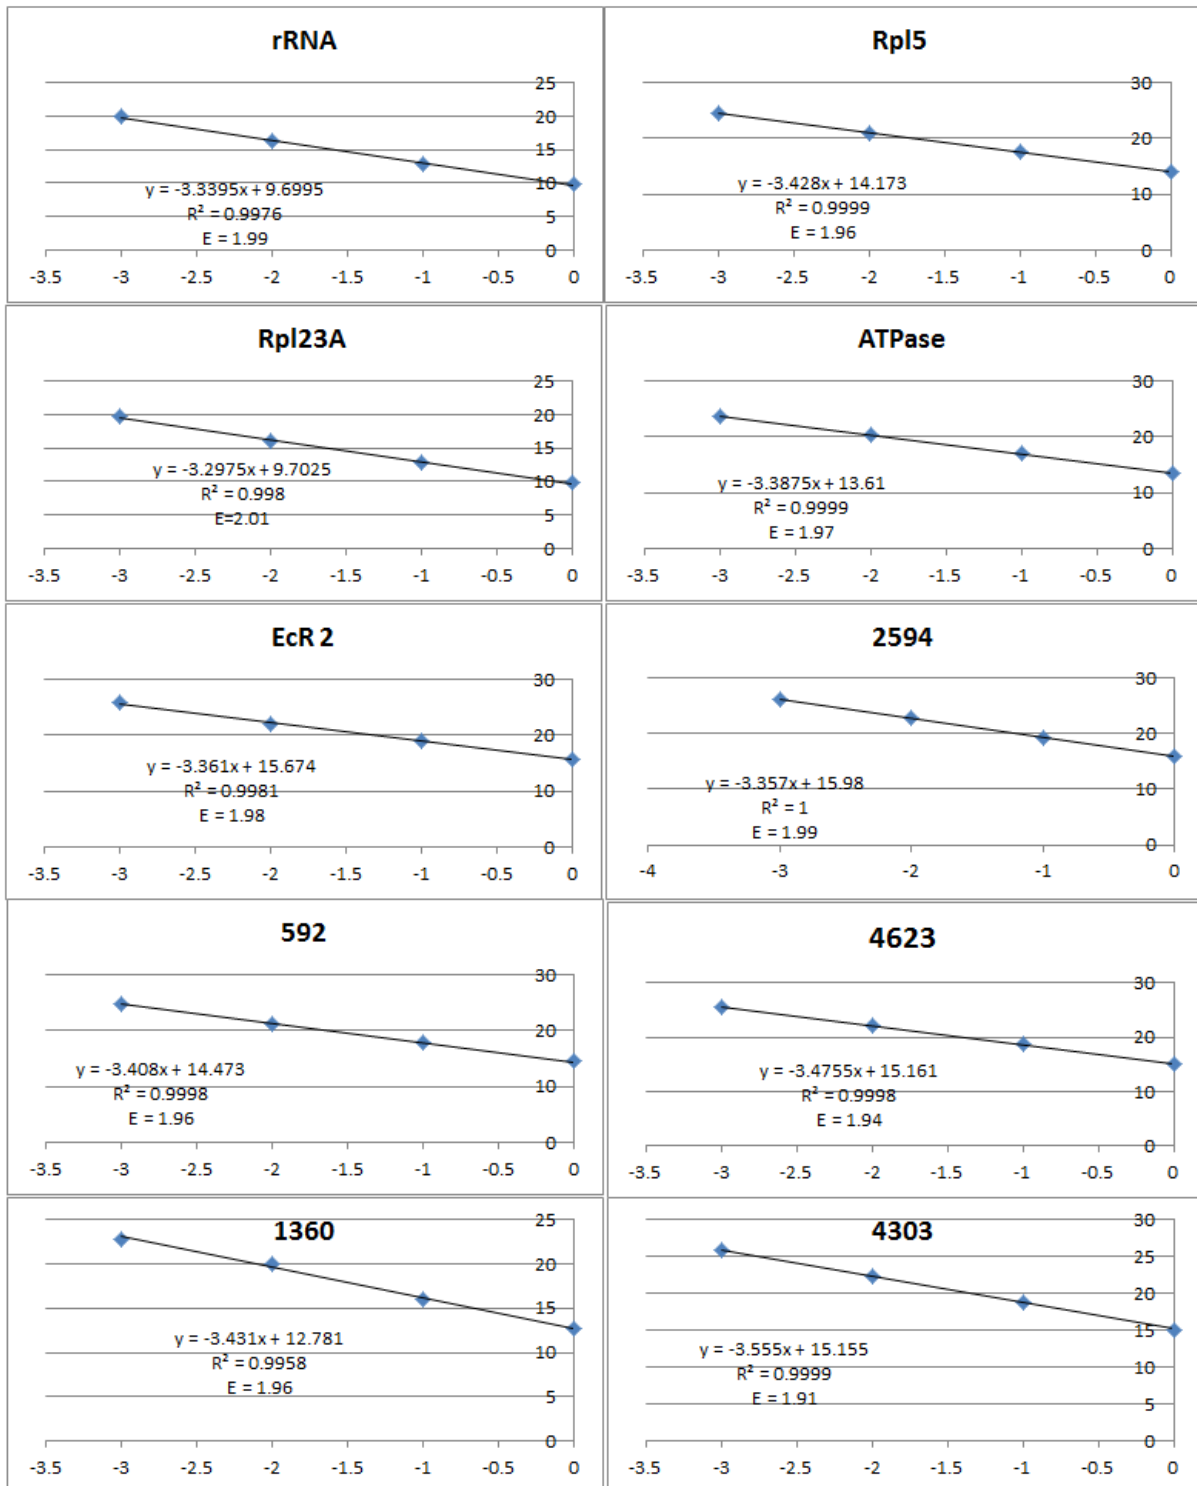 rRNA
25
20
15
10
5
0
y = -3.3395x + 9.6995
R² = 0.9976
E = 1.99
-3.5 -3 -2.5 -2 -1.5 -1 -0.5 0
Rpl5
30
20
10
0
y = -3.428x + 14.173
R² = 0.9999
E = 1.96
-3.5 -3 -2.5 -2 -1.5 -1 -0.5 0
Rpl23A
25
20
15
10
5
0
y = -3.2975x + 9.7025
R² = 0.998
E=2.01
-3.5 -3 -2.5 -2 -1.5 -1 -0.5 0
ATPase
30
20
10
0
y = -3.3875x + 13.61
R² = 0.9999
E = 1.97
-3.5 -3 -2.5 -2 -1.5 -1 -0.5 0
EcR 2
30
20
10
0
y = -3.361x + 15.674
R² = 0.9981
E = 1.98
-3.5 -3 -2.5 -2 -1.5 -1 -0.5 0
2594
30
20
10
0
y = -3.357x + 15.98
R² = 1
E = 1.99
-4 -3 -2 -1 0
592
30
20
10
0
y = -3.408x + 14.473
R² = 0.9998
E = 1.96
-3.5 -3 -2.5 -2 -1.5 -1 -0.5 0
4623
30
20
10
0
y = -3.4755x + 15.161
R² = 0.9998
E = 1.94
-3.5 -3 -2.5 -2 -1.5 -1 -0.5 0
1360
25
20
15
10
5
0
y = -3.431x + 12.781
R² = 0.9958
E = 1.96
-3.5 -3 -2.5 -2 -1.5 -1 -0.5 0
4303
30
25
20
15
10
5
0
y = -3.555x + 15.155
R² = 0.9999
E = 1.91
-3.5 -3 -2.5 -2 -1.5 -1 -0.5 0